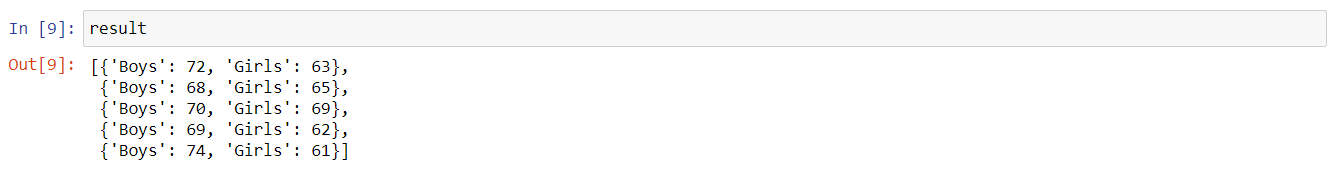 In [9]: result
Out[9]: [{'Boys': 72, 'Girls': 63},
{'Boys': 68, 'Girls': 65},
{'Boys': 70, 'Girls': 69},
{'Boys': 69, 'Girls': 62},
{'Boys': 74, 'Girls': 61}]